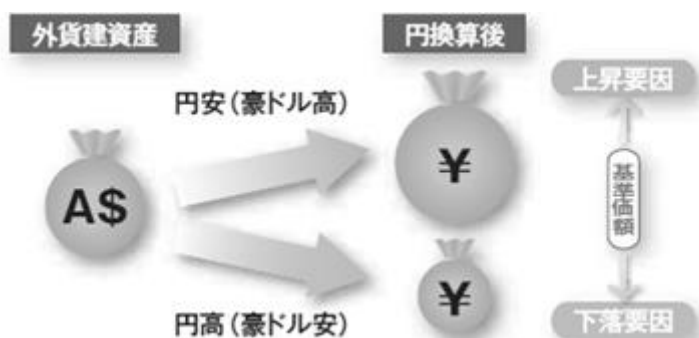 外貨建資産
円換算後
上昇要因
円安（豪ドル高）
A$
¥
基準価額
¥
円高（豪ドル安）
下落要因